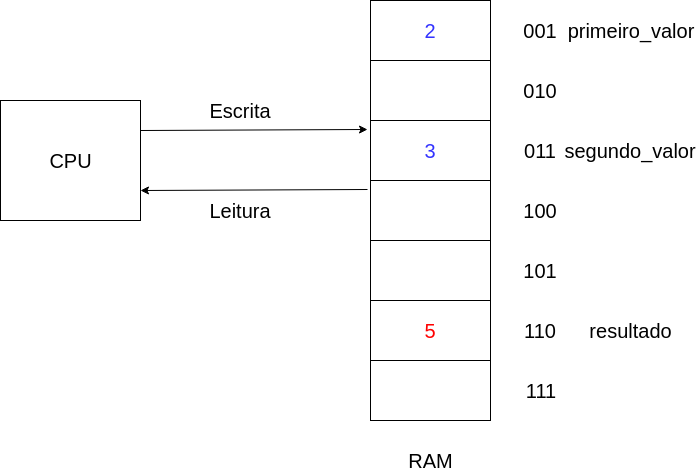 2 001 primeiro_valor
010
Escrita
3 011 segundo_valor
CPU
Leitura
100
101
5 110 resultado
111
RAM